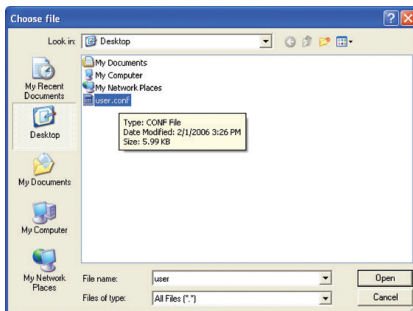 Choose file
Look in: Desktop
My Documents
My Computer
My Network Places
user.conf
Type: CONF File
Date Modified: 2/1/2006 3:26 PM
Size: 5.99 KB
My Recent
Documents
Desktop
My Documents
My Computer
My Network
Places
File name: user Open
Files of type: All Files (*.*) Cancel